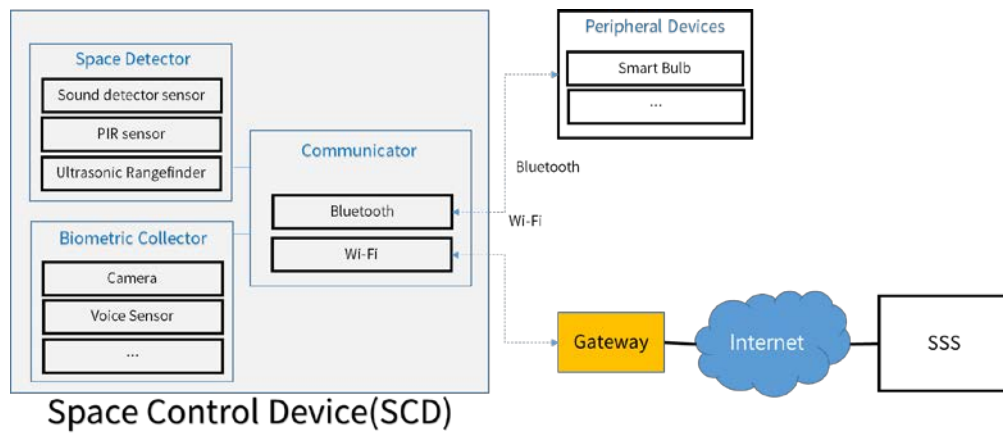 Space Detector
Sound detector sensor
PIR sensor
Ultrasonic Rangefinder
Biometric Collector
Camera
Voice Sensor
...
Communicator
Bluetooth
Wi-Fi
Peripheral Devices
Smart Bulb
...
Bluetooth
Wi-Fi
Gateway
Internet
SSS
Space Control Device(SCD)